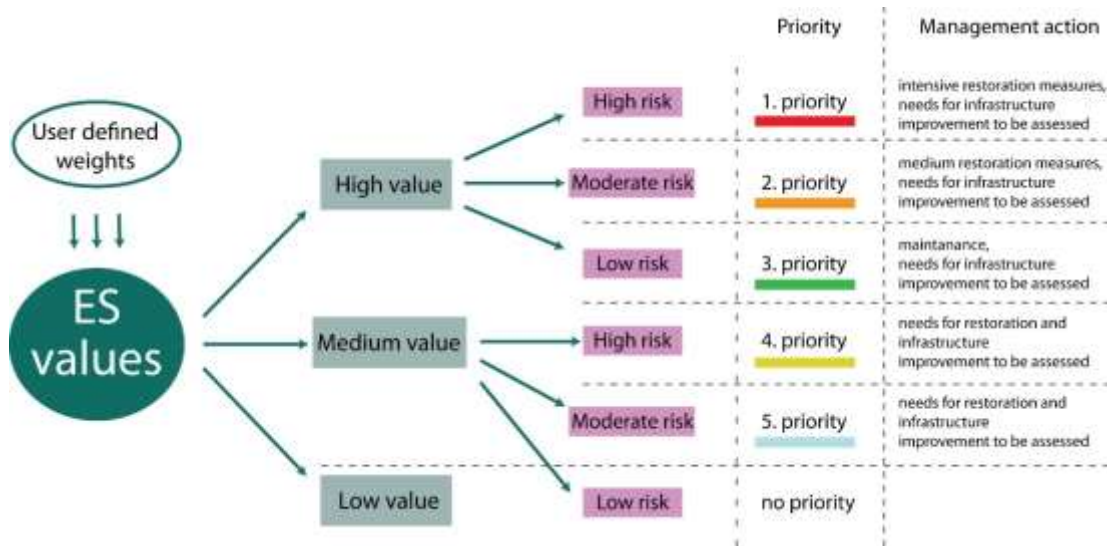 Priority
Management action
User defined
weights
ES
values
High value
Medium value
Low value
High risk
1. priority
intensive restoration measures,
needs for infrastructure
improvement to be assessed
Moderate risk
2. priority
medium restoration measures,
needs for infrastructure
improvement to be assessed
Low risk
3. priority
maintanance,
needs for infrastructure
improvement to be assessed
High risk
4. priority
needs for restoration and
infrastructure
improvement to be assessed
Moderate risk
5. priority
needs for restoration and
infrastructure
improvement to be assessed
Low risk
no priority